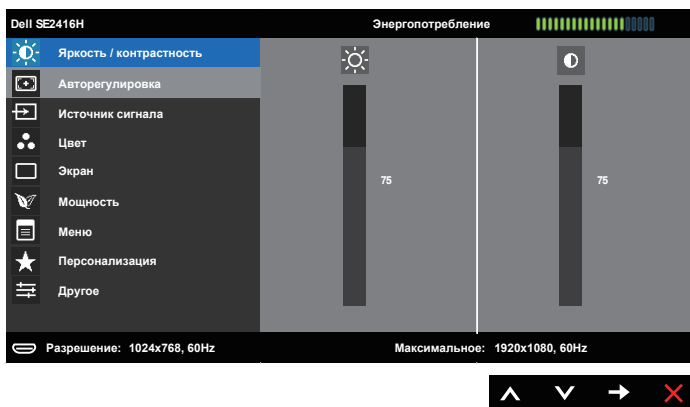 Dell SE2416H Энергопотребление
Яркость / контрастность
Авторегулировка
Источник сигнала
Цвет
Экран
75 75
Мощность
Меню
Персонализация
Другое
Разрешение: 1024x768, 60Hz Максимальное: 1920x1080, 60Hz